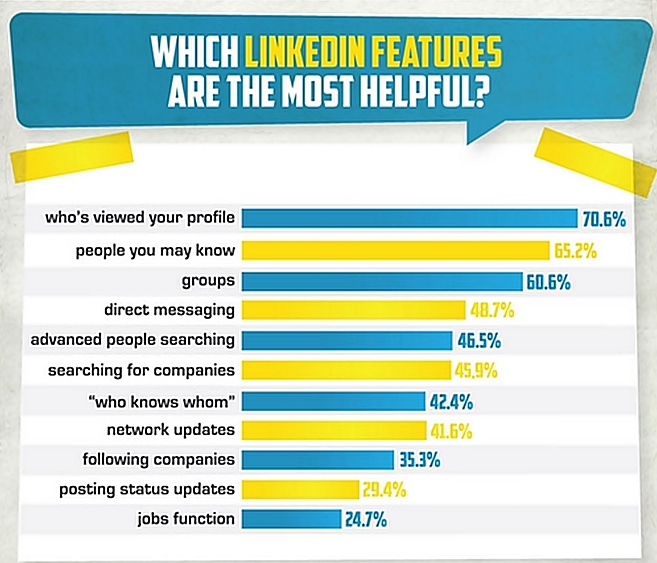 WHICH LINKEDIN FEATURES
ARE THE MOST HELPFUL?
who's viewed your profile 70.6%
people you may know 65.2%
groups 60.6%
direct messaging 48.7%
advanced people searching 46.5%
searching for companies 45.9%
“who knows whom” 42.4%
network updates 41.6%
following companies 35.3%
posting status updates 29.4%
jobs function 24.7%